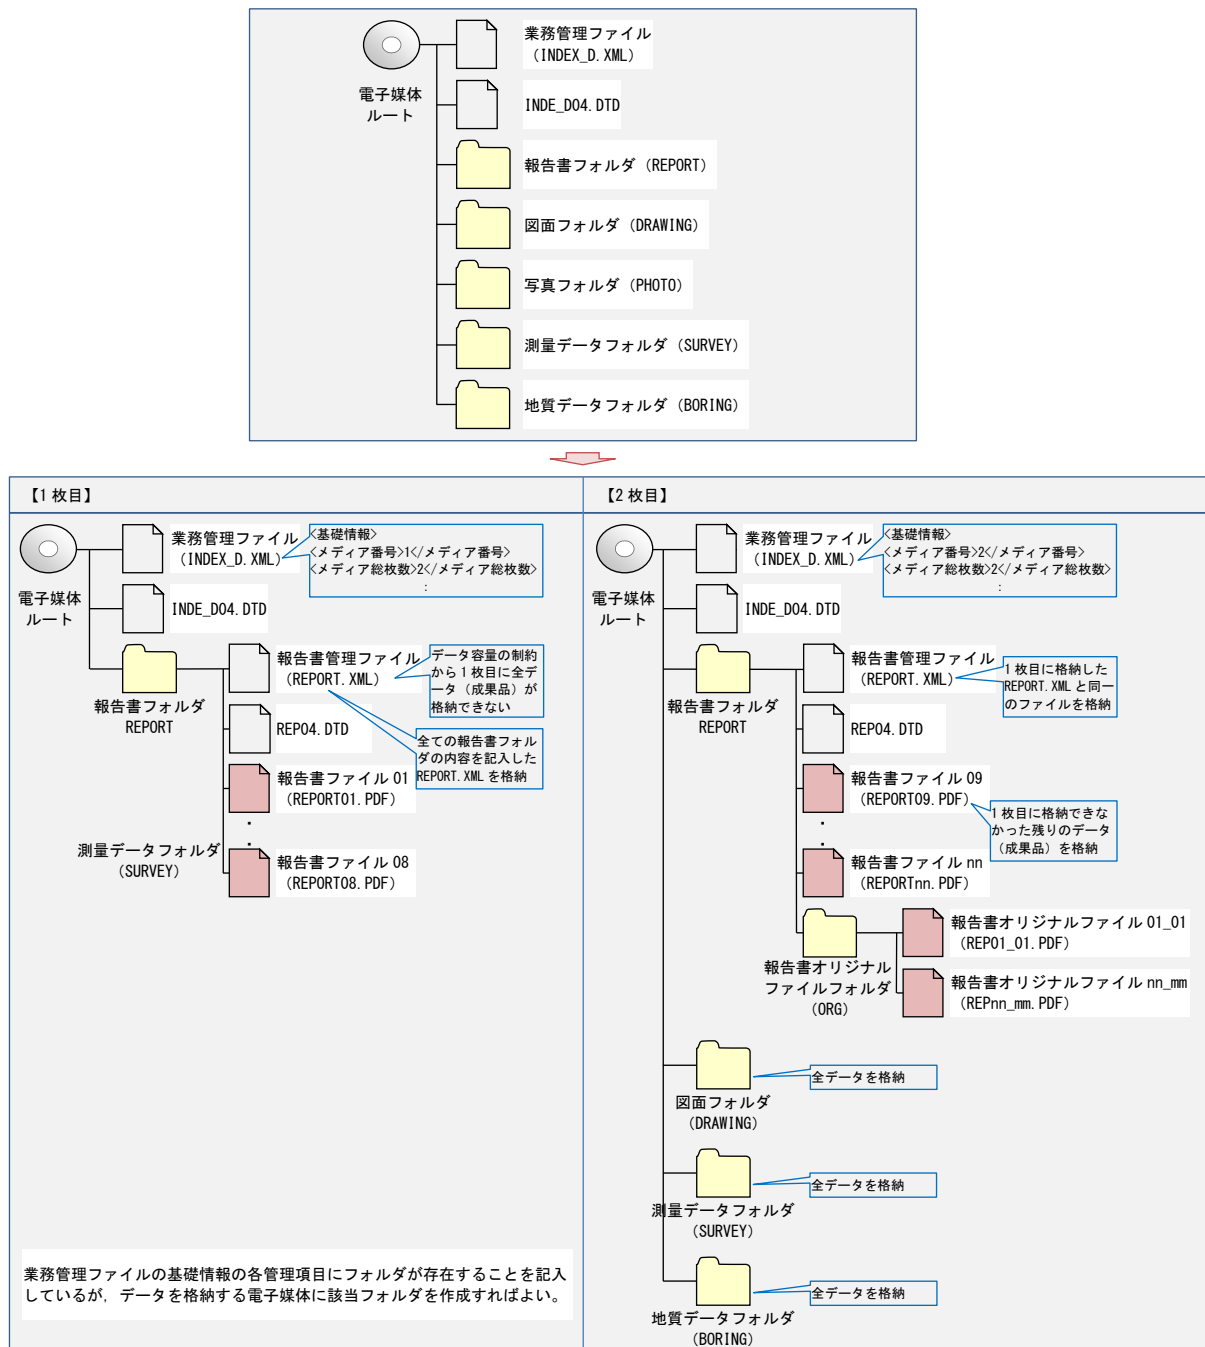 業務管理ファイル
(INDEX_D.XML)
電子媒体
ルート
INDE_D04.DTD
報告書フォルダ (REPORT)
図面フォルダ (DRAWING)
写真フォルダ (PHOTO)
測量データフォルダ (SURVEY)
地質データフォルダ (BORING)
【1枚目】
業務管理ファイル
(INDEX_D.XML)
<基礎情報>
<メディア番号>1</メディア番号>
<メディア総枚数>2</メディア総枚数>
:
電子媒体
ルート
INDE_D04.DTD
報告書フォルダ
REPORT
報告書管理ファイル
(REPORT.XML)
データ容量の制約
から1枚目に全デ
ータ（成果品）が
格納できない
REP04.DTD
全ての報告書フォル
ダの内容を記入した
REPORT.XMLを格納
報告書ファイル 01
(REPORT01.PDF)
・
・
測量データフォルダ
(SURVEY)
報告書ファイル 08
(REPORT08.PDF)
業務管理ファイルの基礎情報の各管理項目にフォルダが存在することを記入
しているが，データを格納する電子媒体に該当フォルダを作成すればよい。
【2枚目】
業務管理ファイル
(INDEX_D.XML)
<基礎情報>
<メディア番号>2</メディア番号>
<メディア総枚数>2</メディア総枚数>
:
電子媒体
ルート
INDE_D04.DTD
報告書フォルダ
REPORT
報告書管理ファイル
(REPORT.XML)
1枚目に格納した
REPORT.XMLと同一
のファイルを格納
REP04.DTD
報告書ファイル 09
(REPORT09.PDF)
1枚目に格納できな
かった残りのデータ
（成果品）を格納
・
・
報告書ファイル nn
(REPORTnn.PDF)
報告書オリジナル
ファイルフォルダ
(ORG)
報告書オリジナルファイル 01_01
(REP01_01.PDF)
報告書オリジナルファイル nn_mm
(REPnn_mm.PDF)
図面フォルダ
(DRAWING)
全データを格納
測量データフォルダ
(SURVEY)
全データを格納
地質データフォルダ
(BORING)
全データを格納